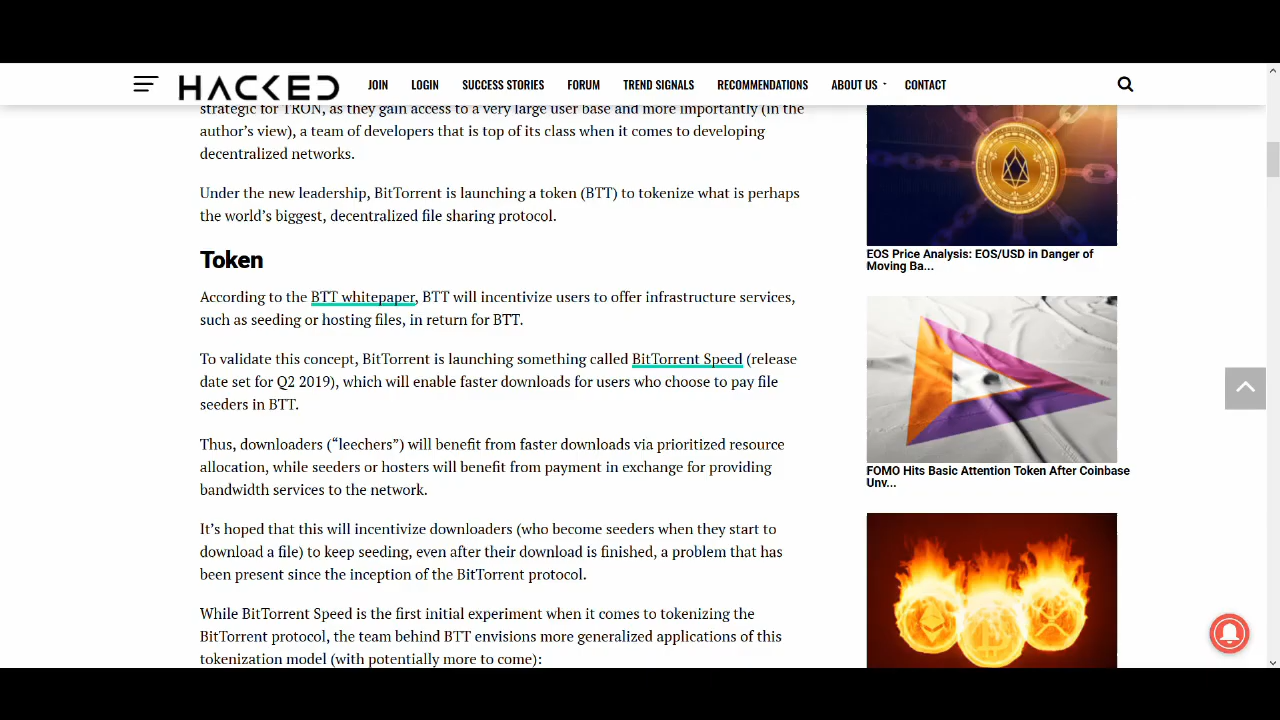 HACKED
JOIN
LOGIN
SUCCESS STORIES
FORUM
TREND SIGNALS
RECOMMENDATIONS
ABOUT US
CONTACT
strategic for TRON, as they gain access to a very large user base and more importantly (in the
author’s view), a team of developers that is top of its class when it comes to developing
decentralized networks.
Under the new leadership, BitTorrent is launching a token (BTT) to tokenize what is perhaps
the world’s biggest, decentralized file sharing protocol.
Token
According to the BTT whitepaper, BTT will incentivize users to offer infrastructure services,
such as seeding or hosting files, in return for BTT.
To validate this concept, BitTorrent is launching something called BitTorrent Speed (release
date set for Q2 2019), which will enable faster downloads for users who choose to pay file
seeders in BTT.
Thus, downloaders (“leechers”) will benefit from faster downloads via prioritized resource
allocation, while seeders or hosters will benefit from payment in exchange for providing
bandwidth services to the network.
It’s hoped that this will incentivize downloaders (who become seeders when they start to
download a file) to keep seeding, even after their download is finished, a problem that has
been present since the inception of the BitTorrent protocol.
While BitTorrent Speed is the first initial experiment when it comes to tokenizing the
BitTorrent protocol, the team behind BTT envisions more generalized applications of this
tokenization model (with potentially more to come):
EOS Price Analysis: EOS/USD in Danger of
Moving Ba...
FOMO Hits Basic Attention Token After Coinbase
Unv...